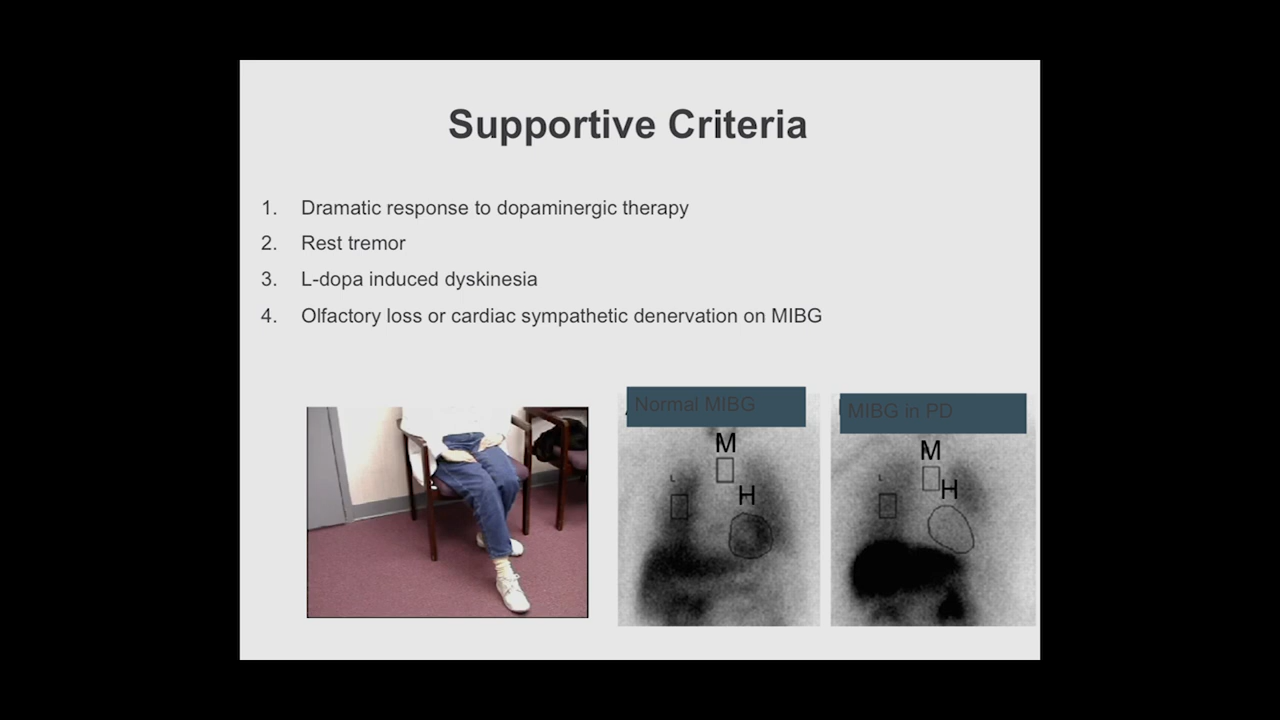 Supportive Criteria
1. Dramatic response to dopaminergic therapy
2. Rest tremor
3. L-dopa induced dyskinesia
4. Olfactory loss or cardiac sympathetic denervation on MIBG
Normal MIBG
M
L
H
MIBG in PD
M
L
H